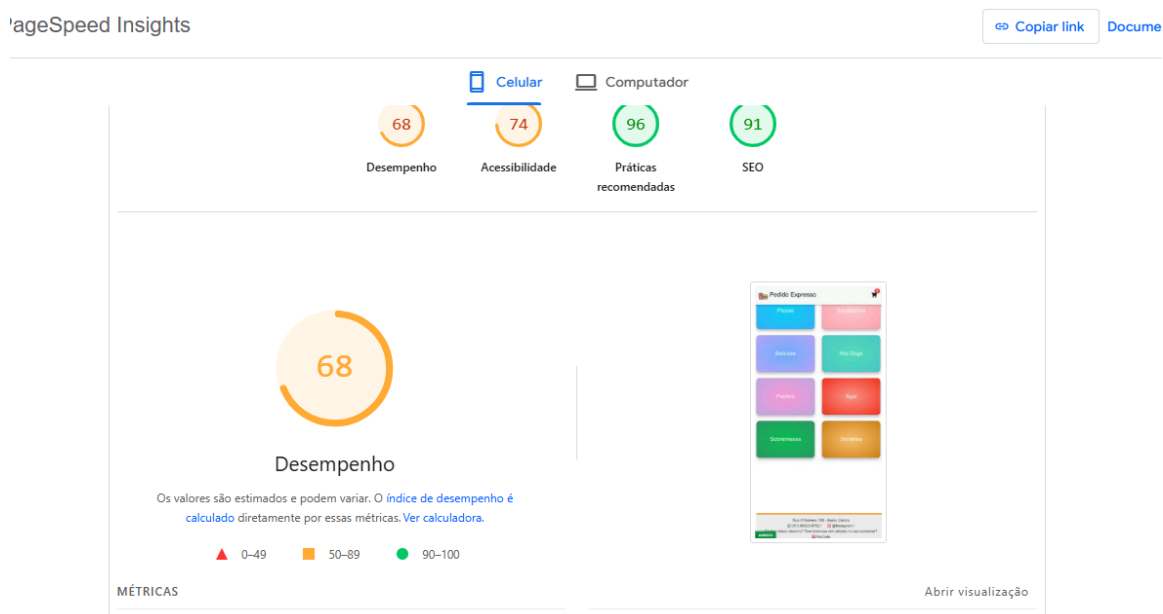 PageSpeed Insights
Copiar link
Docume
Celular
Computador
68
74
96
91
Desempenho
Acessibilidade
Práticas
recomendadas
SEO
68
Desempenho
Os valores são estimados e podem variar. O índice de desempenho é
calculado diretamente por essas métricas. Ver calculadora.
0–49
50–89
90–100
Pedido Expresso
Pizzas
Bebidas
Hot Dogs
Pastéis
Açaí
Sobremesas
Sorvetes
MÉTRICAS
Abrir visualização